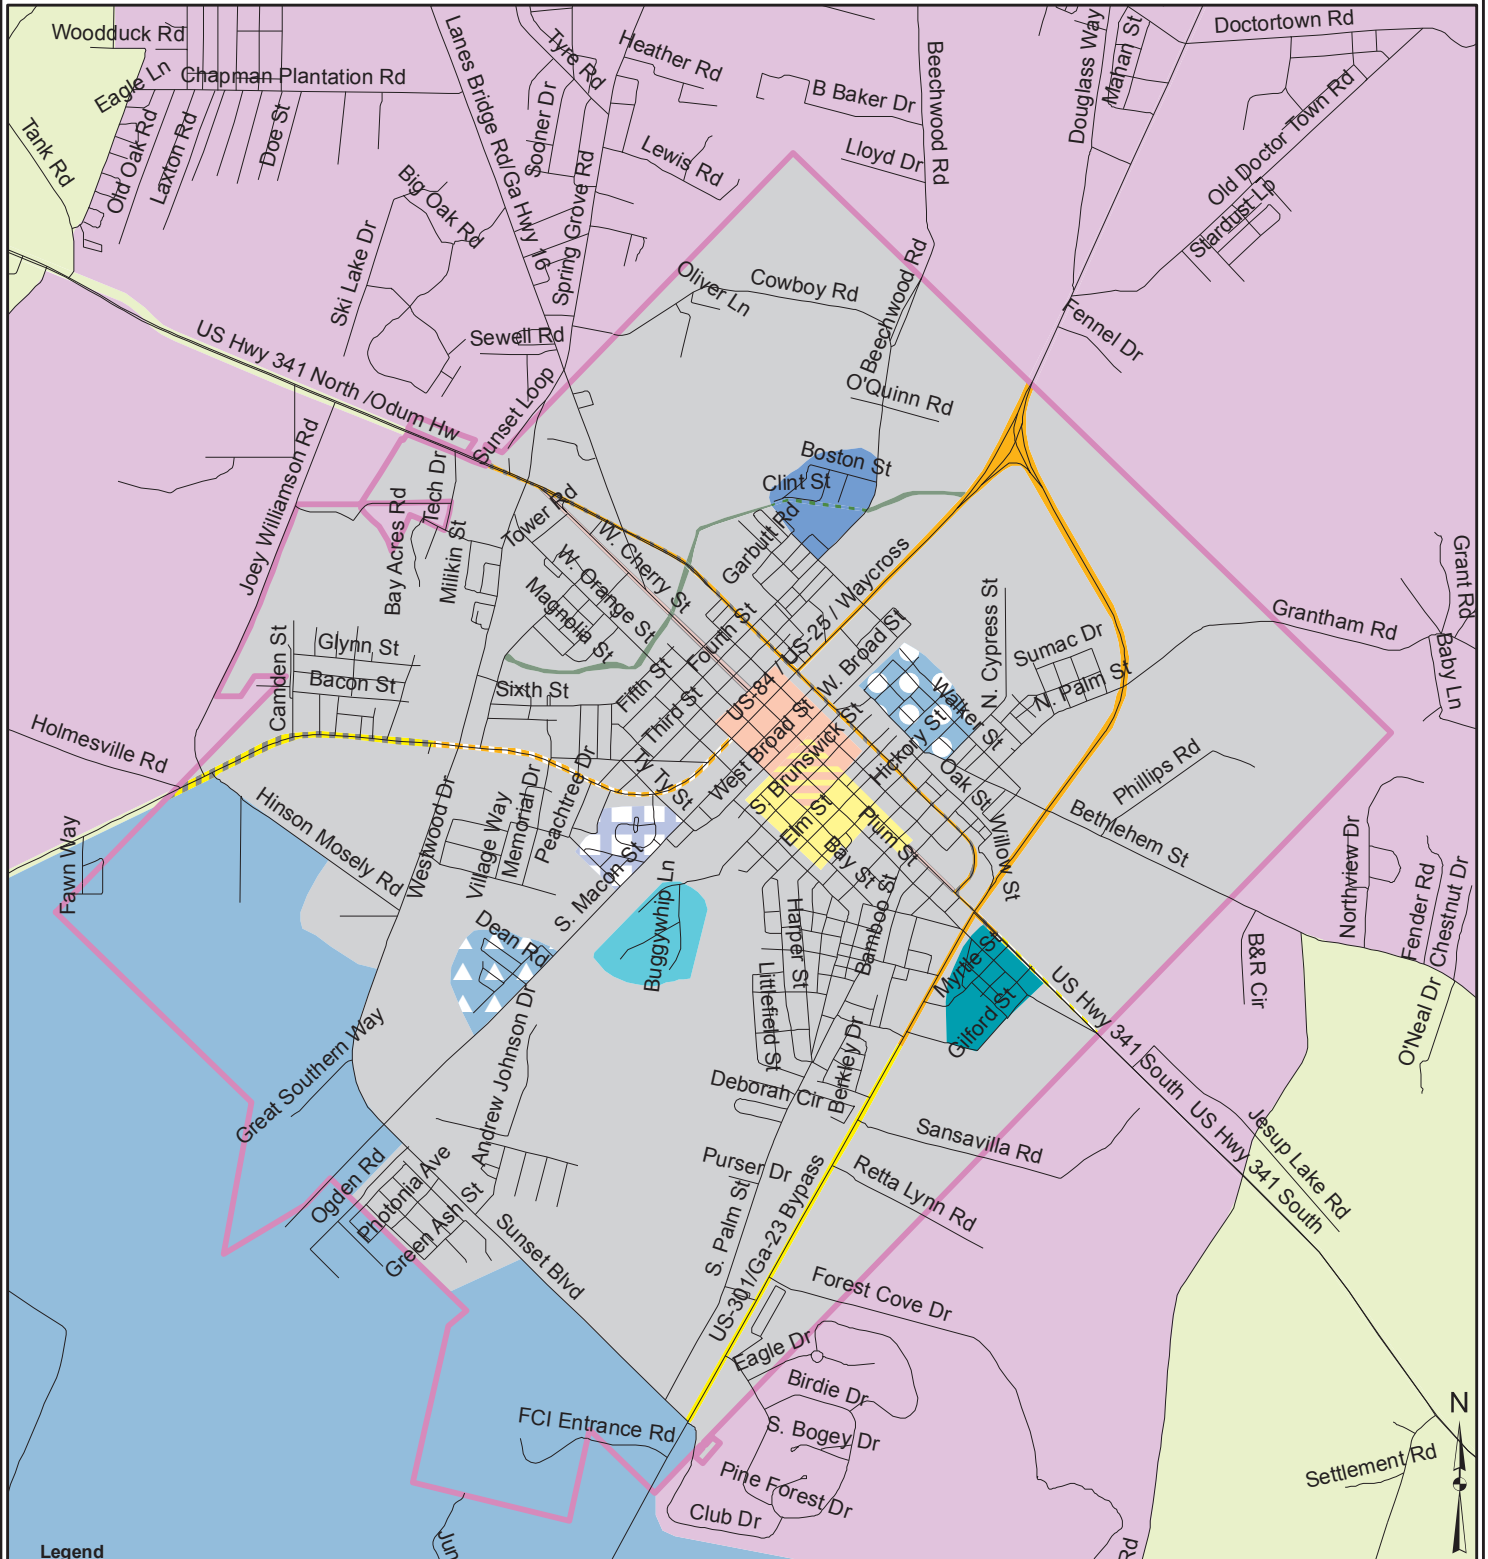 Woodduck Rd
Eagle Ln
Chapman Plantation Rd
Tank Rd
Old Oak Rd
Laxton Rd
Doe St
Lanes Bridge Rd/Ga Hwy 16
Tyre Rd
Sooner Dr
Heather Rd
Spring Grove Rd
Lewis Rd
B Baker Dr
Lloyd Dr
Beechwood Rd
Douglass Way
Mahan St
Doctortown Rd
Old Doctor Town Rd
Stardust Lp
Big Oak Rd
Ski Lake Dr
Sewell Rd
Oliver Ln
Cowboy Rd
Beechwood Rd
Fennel Dr
O'Quinn Rd
US Hwy 341 North /Odum Hw
Sunset Loop
Joey Williamson Rd
Bay Acres Rd
Tech Dr
Milikin St
Tower Rd
W. Cherry St
W. Orange St
Magnolia St
Boston St
Clint St
Garbutt Rd
US-84 / US-25 / Waycross
Fourth St
Fifth St
Third St
Sixth St
W. Broad St
West Broad St
N. Cypress St
Sumac Dr
N. Palm St
Walker St
Hickory St
Oak St
Willow St
Grantham Rd
Grant Rd
Baby Ln
Glynn St
Bacon St
Camden St
Holmesville Rd
Hinson Mosely Rd
Fawn Way
Westwood Dr
Village Way
Memorial Dr
Peachtree Dr
Ty Ty St
S. Brunswick St
Elm St
Plum St
Bay St
Phillips Rd
Bethlehem St
Northview Dr
Fender Rd
Chestnut Dr
O'Neal Dr
B&R Cir
S. Macon St
Dean Rd
Buggywhip Ln
Harper St
Littlefield St
Bamboo St
Myrtle St
Gilford St
US Hwy 341 South
US Hwy 341 South
Jesup Lake Rd
Great Southern Way
Andrew Johnson Dr
Deborah Cir
Berkley Dr
Sansavilla Rd
Purser Dr
Retta Lynn Rd
S. Palm St
US-301/Ga-23 Bypass
Ogden Rd
Photonia Ave
Green Ash St
Sunset Blvd
Forest Cove Dr
Eagle Dr
Birdie Dr
S. Bogey Dr
Pine Forest Dr
Club Dr
FCI Entrance Rd
Settlement Rd
N
Jun
Rd
Legend